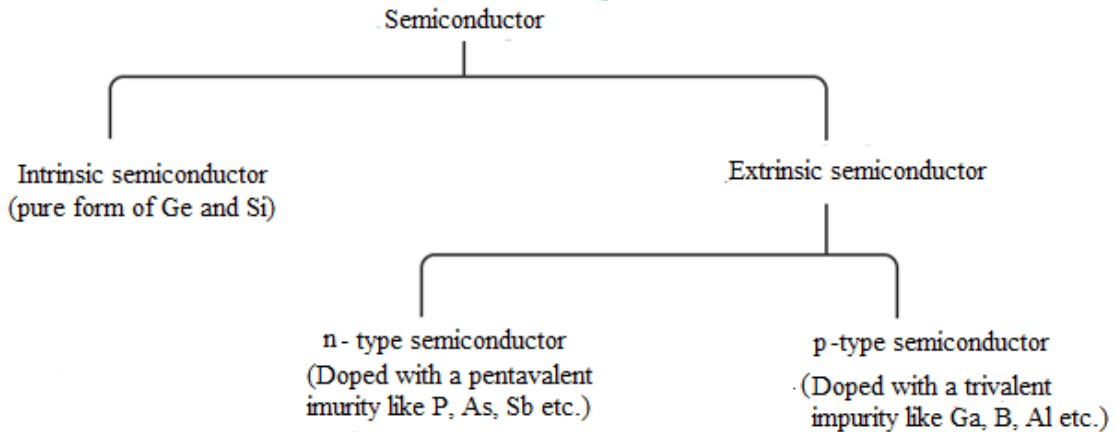 Semiconductor
Intrinsic semiconductor
(pure form of Ge and Si)
Extrinsic semiconductor
n - type semiconductor
(Doped with a pentavalent
imurity like P, As, Sb etc.)
p-type semiconductor
(Doped with a trivalent
impurity like Ga, B, Al etc.)